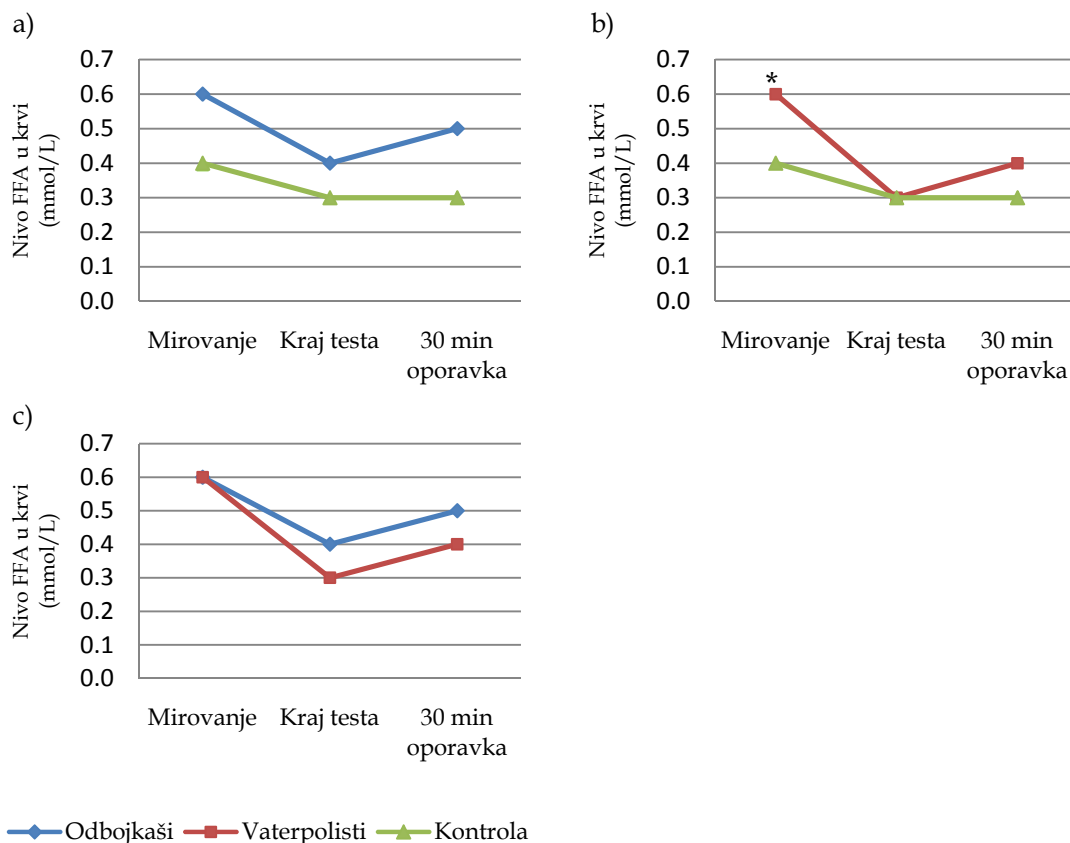 a)
Nivo FFA u krvi
(mmol/L)
0.7
0.6
0.5
0.4
0.3
0.2
0.1
0.0
Mirovanje Kraj testa 30 min
oporavka
b)
Nivo FFA u krvi
(mmol/L)
0.7
0.6
0.5
0.4
0.3
0.2
0.1
0.0
*
Mirovanje Kraj testa 30 min
oporavka
c)
Nivo FFA u krvi
(mmol/L)
0.7
0.6
0.5
0.4
0.3
0.2
0.1
0.0
Mirovanje Kraj testa 30 min
oporavka
Odbojkaši Vaterpolisti Kontrola